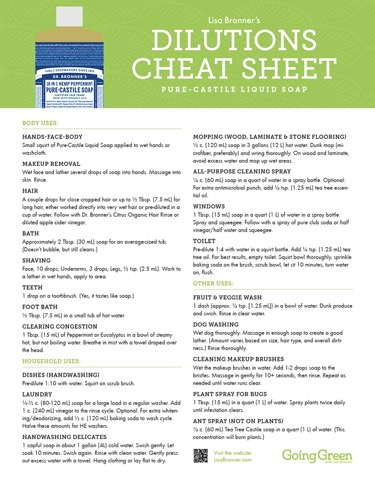 Lisa Bronner's
DILUTIONS
CHEAT SHEET
PURE-CASTILE LIQUID SOAP
FAMILY SOAPMAKERS SINCE 1858
DR. BRONNER'S
18-IN-1 HEMP PEPPERMINT
PURE-CASTILE SOAP
BODY USES:
HANDS-FACE-BODY
Small squirt of Pure-Castile Liquid Soap applied to wet hands or
washcloth.
MAKEUP REMOVAL
Wet face and lather several drops of soap into hands. Massage into
skin. Rinse.
HAIR
A couple drops for close cropped hair or up to ½ Tbsp. (7.5 mL) for
long hair, either worked directly into very wet hair or pre-diluted in a
cup of water. Follow with Dr. Bronner's Citrus Organic Hair Rinse or
diluted apple cider vinegar.
BATH
Approximately 2 Tbsp. (30 mL) soap for an averagesized tub.
(Doesn't bubble, but still cleans.)
SHAVING
Face, 10 drops; Underarms, 3 drops; Legs, ½ tsp. (2.5 mL). Work to
a lather in wet hands, apply to area.
TEETH
1 drop on a toothbrush. (Yes, it tastes like soap.)
FOOT BATH
½ Tbsp. (7.5 mL) in a small tub of hot water.
CLEARING CONGESTION
1 Tbsp. (15 mL) of Peppermint or Eucalyptus in a bowl of steamy
hot, but not boiling water. Breathe in mist with a towel draped over
the head.
HOUSEHOLD USES:
DISHES (HANDWASHING)
Pre-dilute 1:10 with water. Squirt on scrub brush.
LAUNDRY
⅓-½ c. (80-120 mL) soap for a large load in a regular washer. Add
1 c. (240 mL) vinegar to the rinse cycle. Optional: For extra whiten-
ing/deodorizing, add ½ c. (120 mL) baking soda to wash cycle.
Halve these amounts for HE washers.
HANDWASHING DELICATES
1 capful soap in about 1 gallon (4L) cold water. Swish gently. Let
soak 10 minutes. Swish again. Rinse with clean water. Gently press
out excess water with a towel. Hang clothing or lay flat to dry.
MOPPING (WOOD, LAMINATE & STONE FLOORING)
½ c. (120 mL) soap in 3 gallons (12 L) hot water. Dunk mop (mi-
crofiber, preferably) and wring thoroughly. On wood and laminate,
avoid excess water and mop up wet areas.
ALL-PURPOSE CLEANING SPRAY
¼ c. (60 mL) soap in a quart of water in a spray bottle. Optional:
For extra antimicrobial punch, add ¼ tsp. (1.25 mL) tea tree essen-
tial oil.
WINDOWS
1 Tbsp. (15 mL) soap in a quart (1 L) of water in a spray bottle.
Spray and squeegee. Follow with a spray of pure club soda or half
vinegar/half water and squeegee.
TOILET
Pre-dilute 1:4 with water in a squirt bottle. Add ¼ tsp. (1.25 mL) tea
tree oil. For best results, empty toilet. Squirt bowl thoroughly, sprinkle
baking soda on the brush, scrub bowl, let sit 10 minutes, turn water
on, flush.
OTHER USES:
FRUIT & VEGGIE WASH
1 dash (approx. ¼ tsp. [1.25 mL]) in a bowl of water. Dunk produce
and swish. Rinse in clear water.
DOG WASHING
Wet dog thoroughly. Massage in enough soap to create a good
lather. (Amount varies based on size, hair type, and overall dirti-
ness.) Rinse thoroughly.
CLEANING MAKEUP BRUSHES
Wet the makeup brushes in water. Add 1-2 drops soap to the
bristles. Massage in gently for 10+ seconds, then rinse. Repeat as
needed until water runs clear.
PLANT SPRAY FOR BUGS
1 Tbsp. (15 mL) in a quart (1 L) of water. Spray plants twice daily
until infestation clears.
ANT SPRAY (NOT ON PLANTS)
¼ c. (60 mL) Tea Tree Castile soap in a quart (1 L) of water. (This
concentration will burn plants.)
Visit the website
LisaBronner.com
GoingGreen
with Lisa Bronner